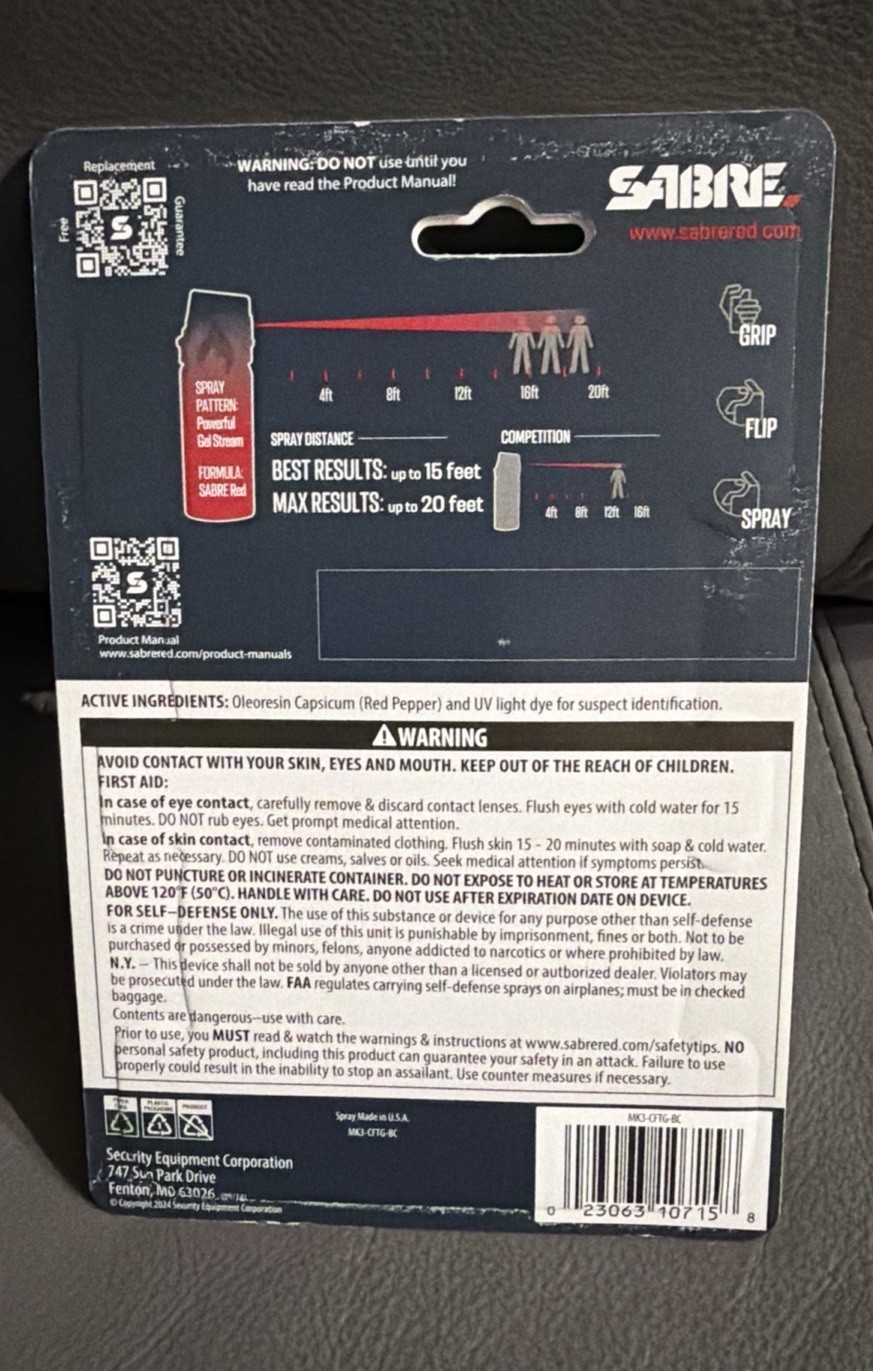 Replacement
Free
Guarantee
WARNING: DO NOT use until you
have read the Product Manual!
SABRE
www.sabrered.com
GRIP
FLIP
SPRAY
SPRAY
PATTERN:
Powerful
Gel Stream
FORMULA:
SABRE Red
4ft 8ft 12ft 16ft 20ft
SPRAY DISTANCE
BEST RESULTS: up to 15 feet
MAX RESULTS: up to 20 feet
COMPETITION
4ft 8ft 12ft 16ft
Product Manual
www.sabrered.com/product-manuals
ACTIVE INGREDIENTS: Oleoresin Capsicum (Red Pepper) and UV light dye for suspect identification.
WARNING
AVOID CONTACT WITH YOUR SKIN, EYES AND MOUTH. KEEP OUT OF THE REACH OF CHILDREN.
FIRST AID:
In case of eye contact, carefully remove & discard contact lenses. Flush eyes with cold water for 15
minutes. DO NOT rub eyes. Get prompt medical attention.
In case of skin contact, remove contaminated clothing. Flush skin 15 - 20 minutes with soap & cold water.
Repeat as necessary. DO NOT use creams, salves or oils. Seek medical attention if symptoms persist.
DO NOT PUNCTURE OR INCINERATE CONTAINER. DO NOT EXPOSE TO HEAT OR STORE AT TEMPERATURES
ABOVE 120°F (50°C). HANDLE WITH CARE. DO NOT USE AFTER EXPIRATION DATE ON DEVICE.
FOR SELF-DEFENSE ONLY. The use of this substance or device for any purpose other than self-defense
is a crime under the law. Illegal use of this unit is punishable by imprisonment, fines or both. Not to be
purchased or possessed by minors, felons, anyone addicted to narcotics or where prohibited by law.
N.Y. – This device shall not be sold by anyone other than a licensed or autborized dealer. Violators may
be prosecuted under the law. FAA regulates carrying self-defense sprays on airplanes; must be in checked
baggage.
Contents are dangerous—use with care.
Prior to use, you MUST read & watch the warnings & instructions at www.sabrered.com/safetytips. NO
personal safety product, including this product can guarantee your safety in an attack. Failure to use
properly could result in the inability to stop an assailant. Use counter measures if necessary.
PLASTIC
PACKAGING
PRODUCT
Spray Made in U.S.A.
MK3-CFTG-BC
Security Equipment Corporation
747 Sun Park Drive
Fenton, MO 63026
© Copyright 2024 Security Equipment Corporation
MK3-CFTG-BC
0 23063 10715 8